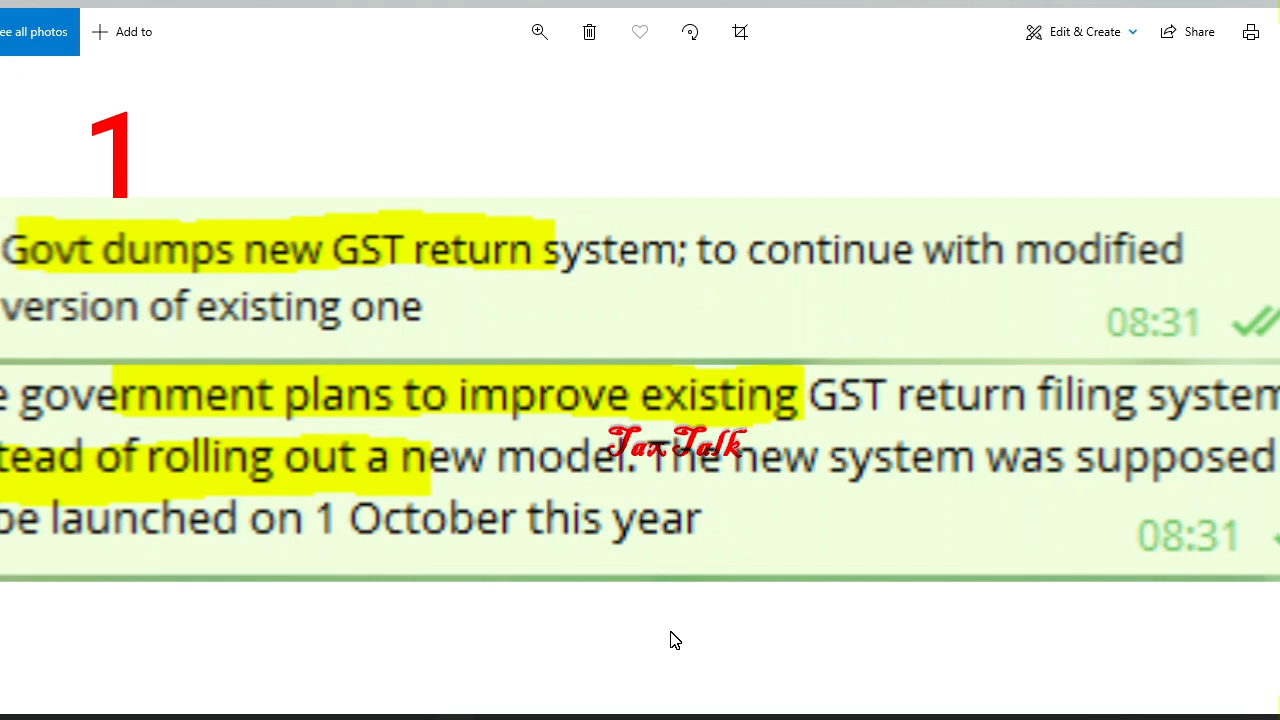 ee all photos
Add to
Edit & Create
Share
1
Govt dumps new GST return system; to continue with modified
version of existing one
08:31
e government plans to improve existing GST return filing system
tead of rolling out a new model. The new system was supposed
Tax Talk
be launched on 1 October this year
08:31